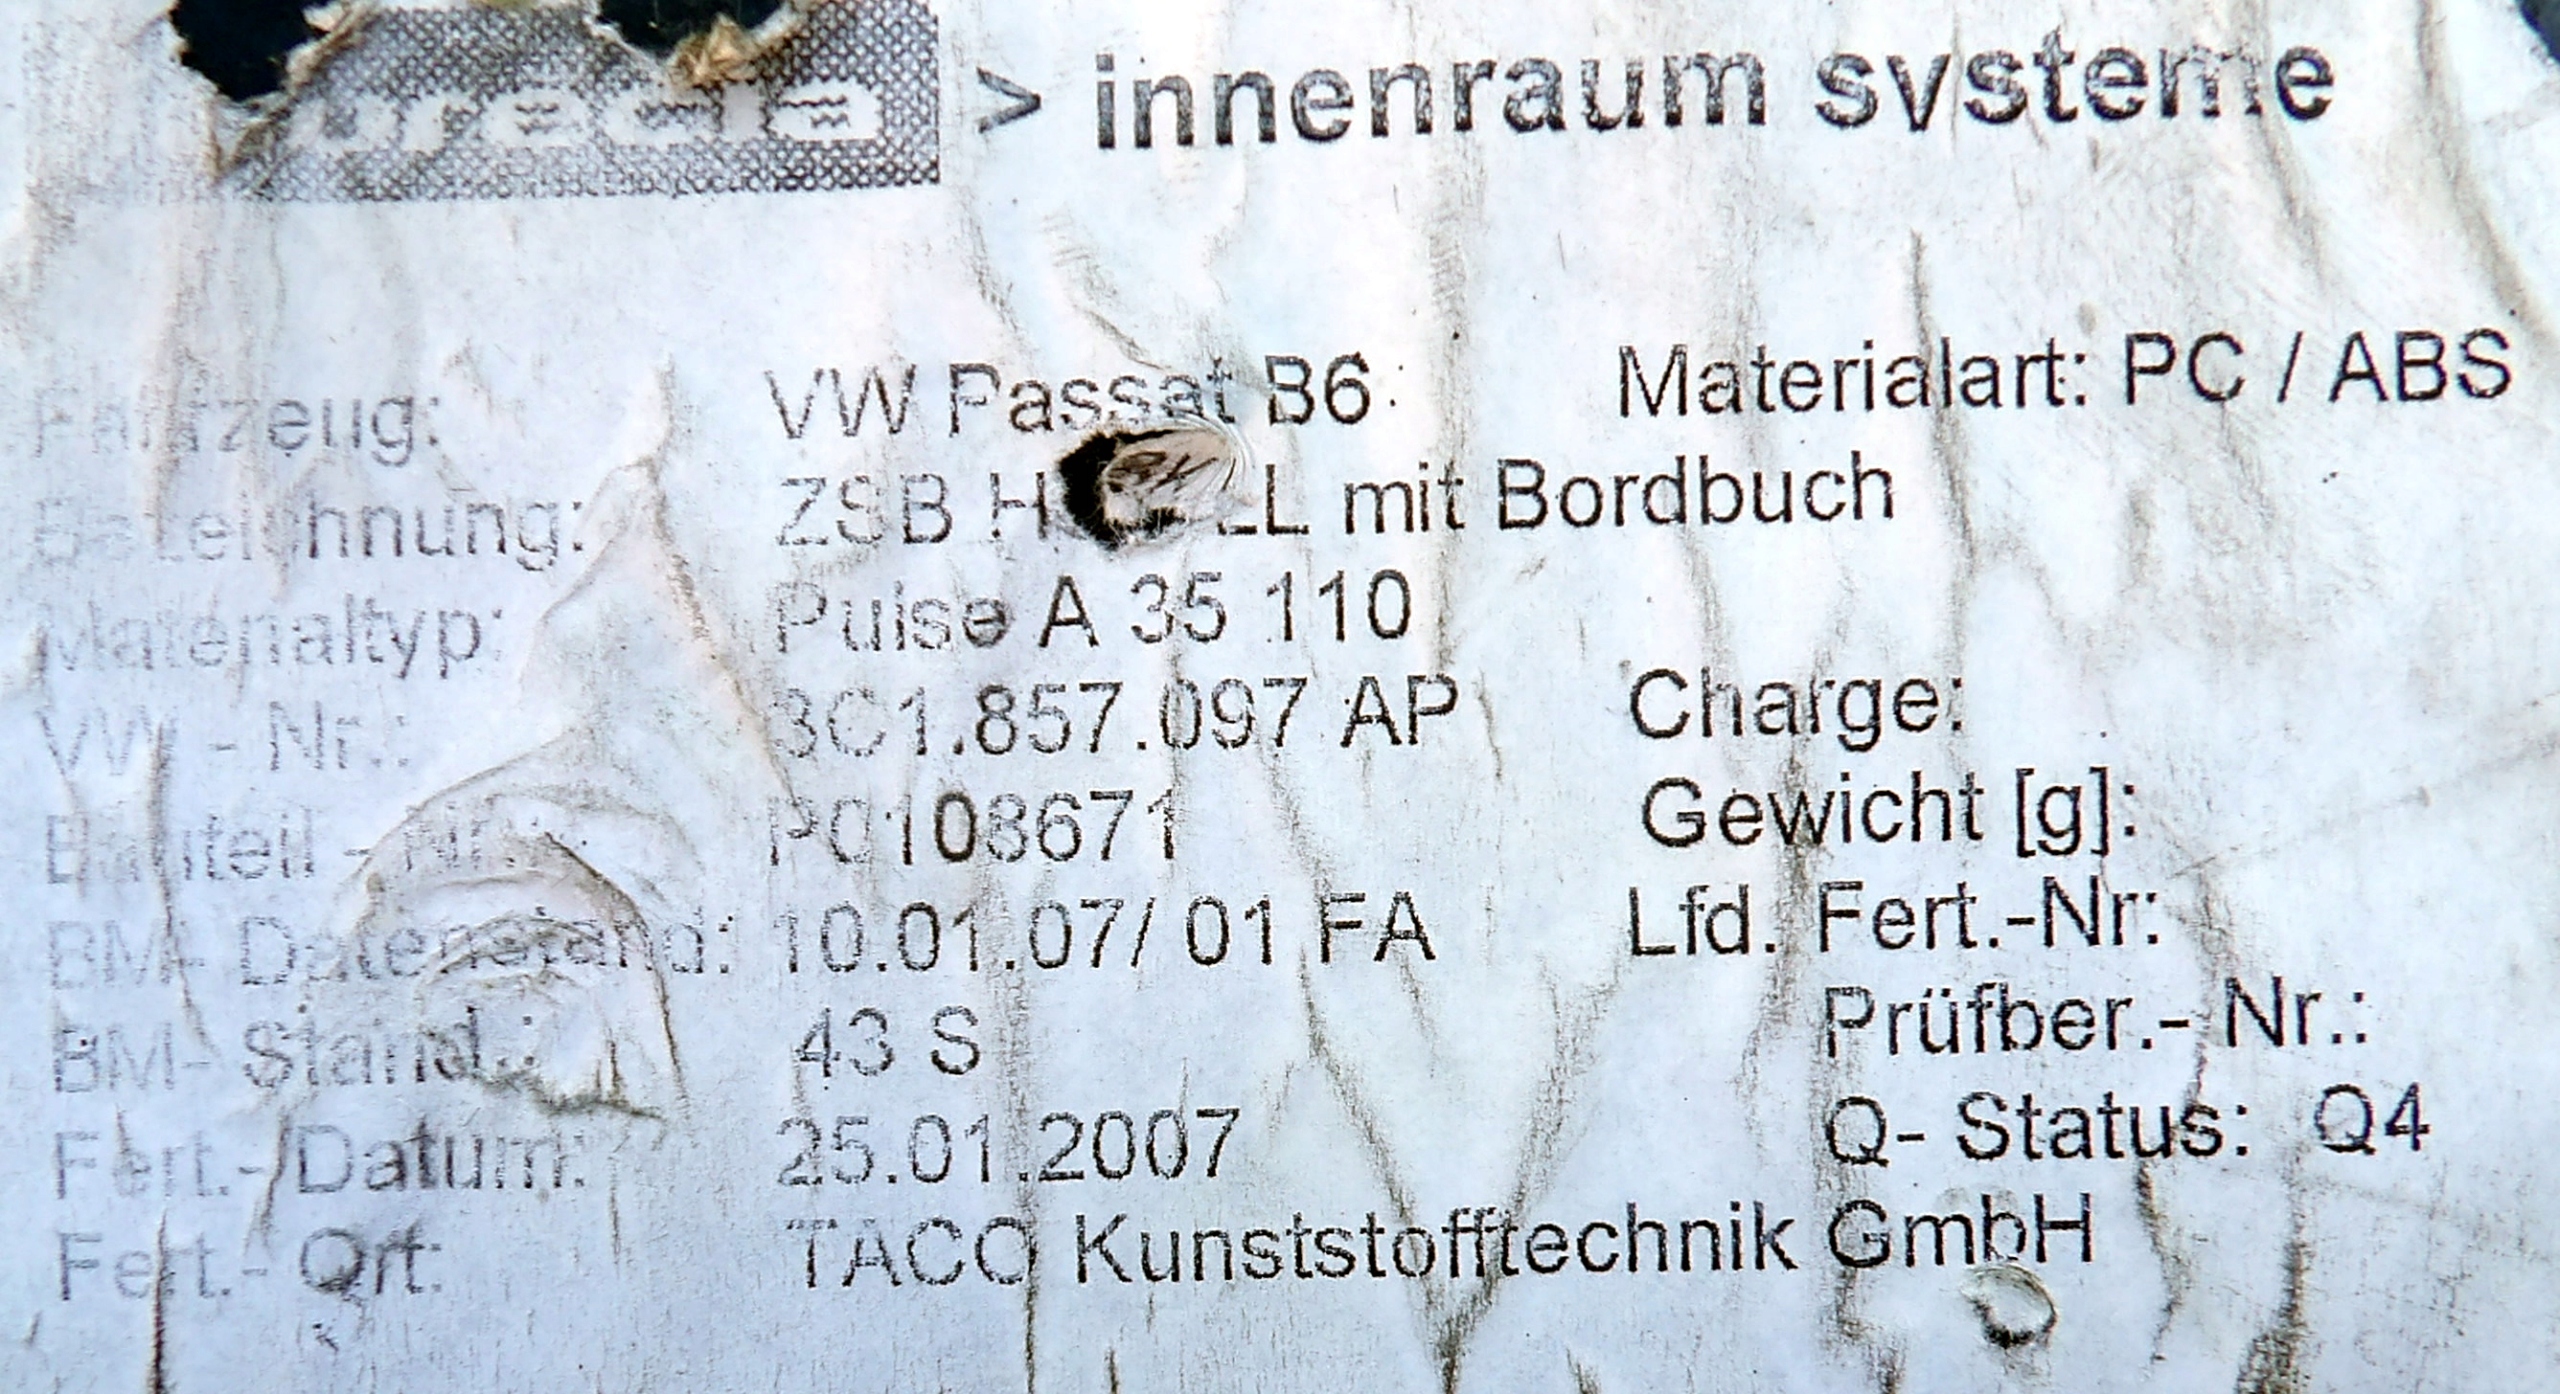 > innenraum systeme
Fahrzeug: VW Passat B6 Materialart: PC / ABS
Bezeichnung: ZSB mit Bordbuch
Materialtyp: Pulse A 35 110
VW - Nr.: 3C1.857.097 AP Charge:
Bauteil - Nr.: P0108671 Gewicht [g]:
BM- Datenstand: 10.01.07/ 01 FA Lfd. Fert.-Nr:
BM- Stand.: 43 S Prüfber.- Nr.:
Fert.- Datum: 25.01.2007 Q- Status: Q4
Fert.- Ort: TACO Kunststofftechnik GmbH